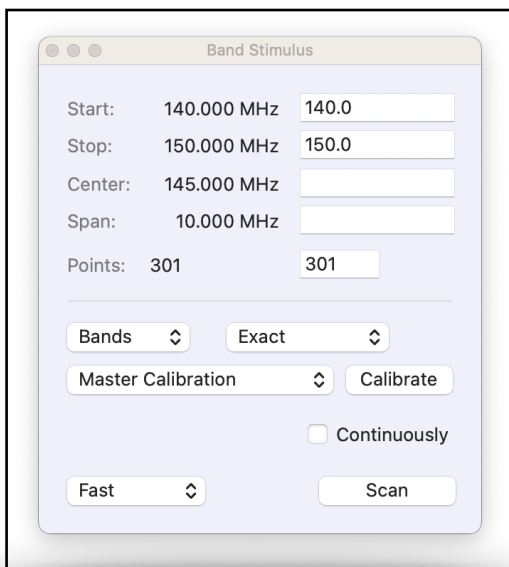 Band Stimulus
Start: 140.000 MHz 140.0
Stop: 150.000 MHz 150.0
Center: 145.000 MHz
Span: 10.000 MHz
Points: 301 301
Bands Exact
Master Calibration Calibrate
Continuously
Fast Scan